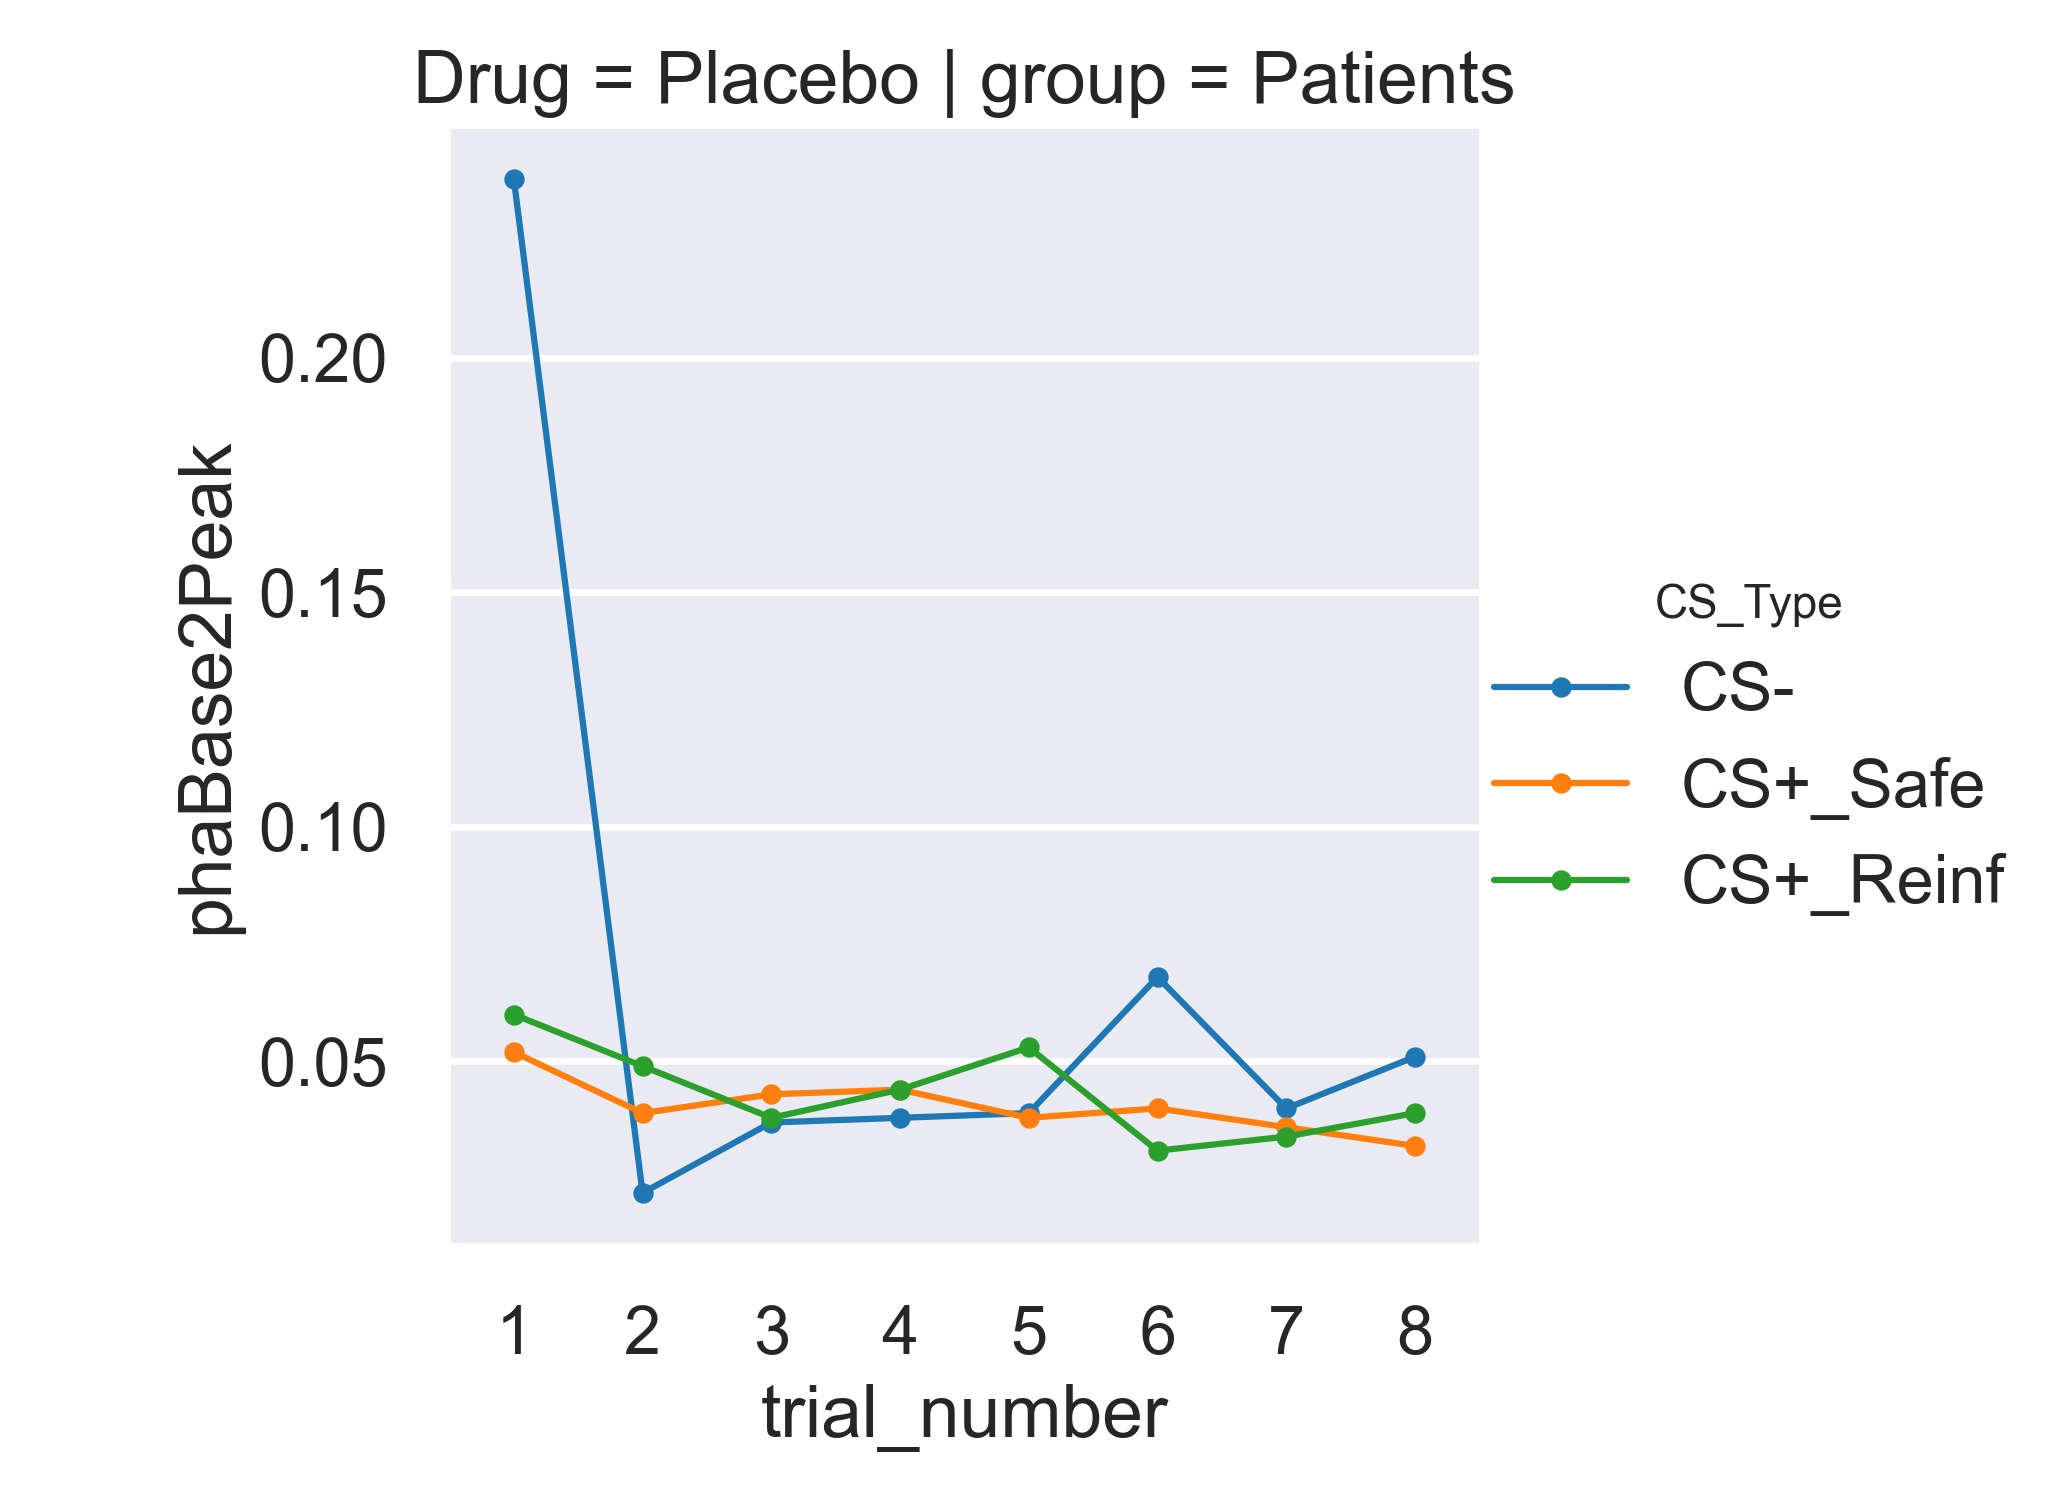 Drug = Placebo | group = Patients
phaBase2Peak
0.20
0.15
0.10
0.05
1 2 3 4 5 6 7 8
trial_number
CS_Type
CS-
CS+_Safe
CS+_Reinf